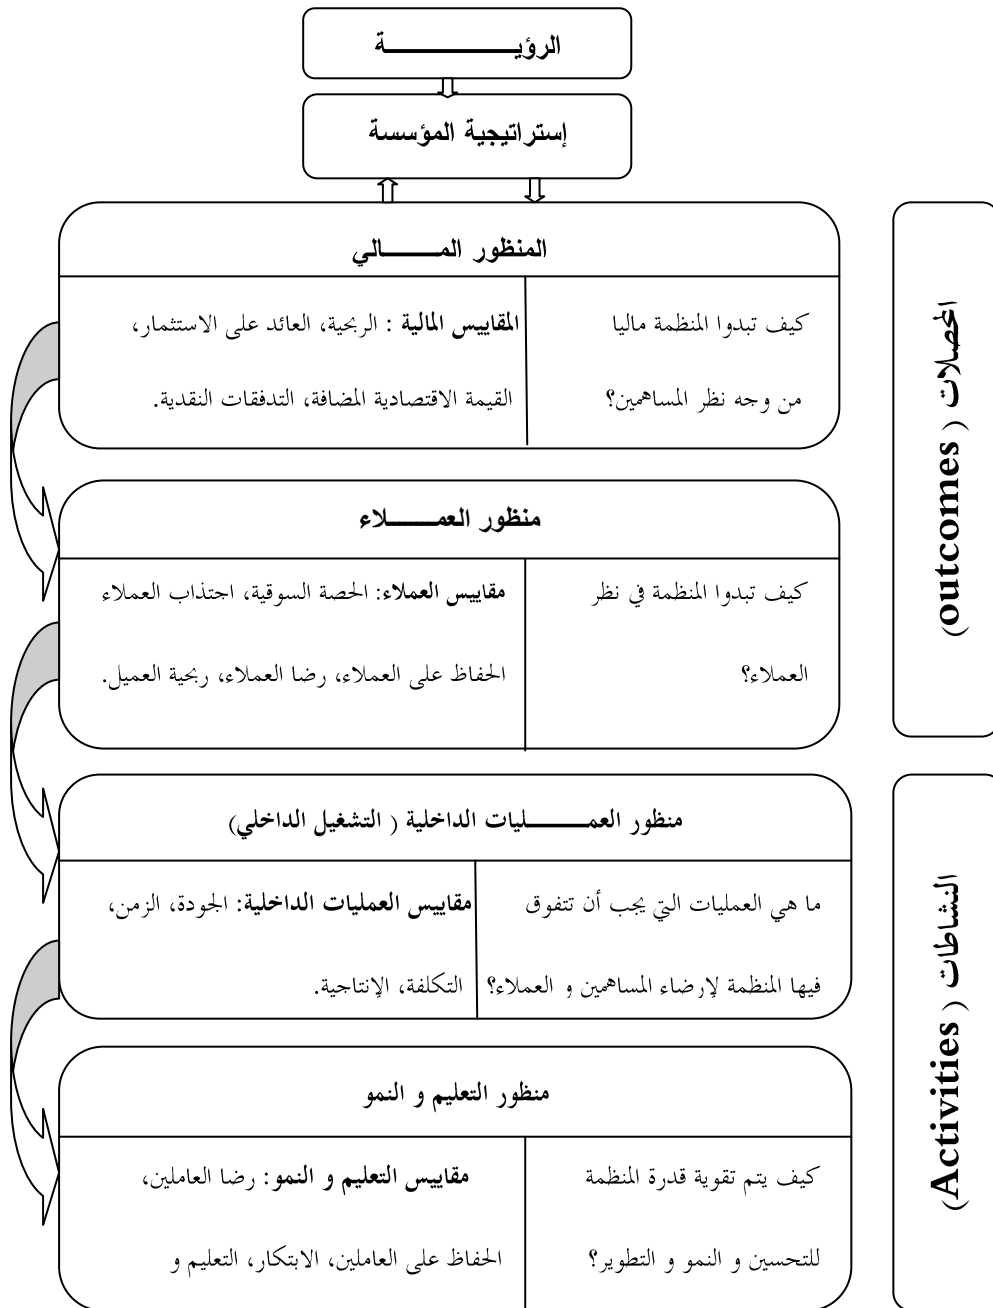 الرؤيــــــــــــة
إستراتيجية المؤسسة
المنظور المـــــالي
كيف تبدوا المنظمة ماليا
من وجه نظر المساهمين؟
المقاييس المالية : الربحية، العائد على الاستثمار،
القيمة الاقتصادية المضافة، التدفقات النقدية.
منظور العمــــــلاء
كيف تبدوا المنظمة في نظر
العملاء؟
مقاييس العملاء: الحصة السوقية، اجتذاب العملاء
الحفاظ على العملاء، رضا العملاء، ربحية العميل.
المحصلات ( outcomes)
منظور العمــــــليات الداخلية ( التشغيل الداخلي)
ما هي العمليات التي يجب أن تتفوق
فيها المنظمة لإرضاء المساهمين و العملاء؟
مقاييس العمليات الداخلية: الجودة، الزمن،
التكلفة، الإنتاجية.
منظور التعليم و النمو
كيف يتم تقوية قدرة المنظمة
للتحسين و النمو و التطوير؟
مقاييس التعليم و النمو: رضا العاملين،
الحفاظ على العاملين، الابتكار، التعليم و
النشاطات ( Activities)